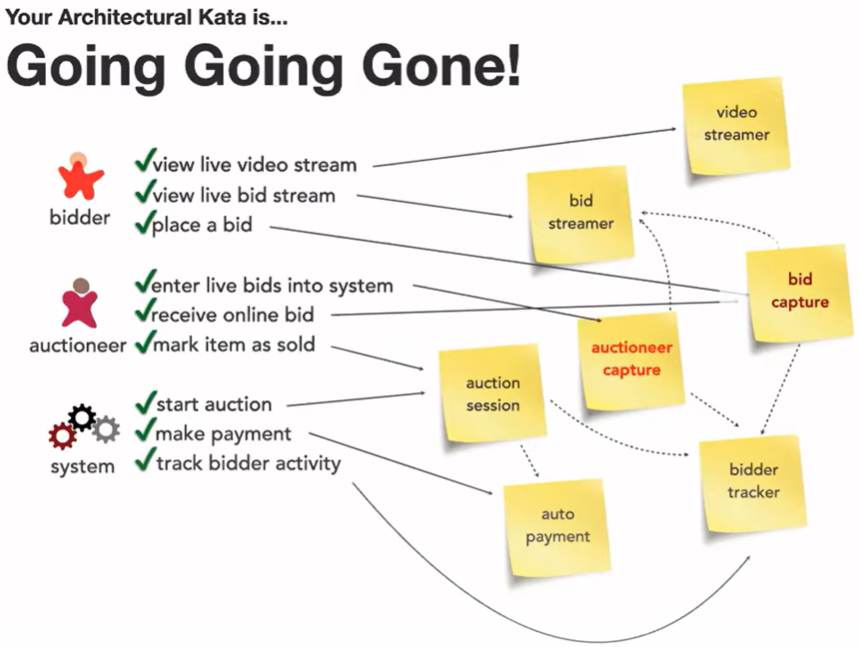 Your Architectural Kata is...
Going Going Gone!
video
streamer
view live video stream
view live bid stream
bidder
place a bid
bid
streamer
bid
capture
enter live bids into system
receive online bid
auctioneer
mark item as sold
auctioneer
capture
auction
session
start auction
make payment
system
track bidder activity
bidder
tracker
auto
payment